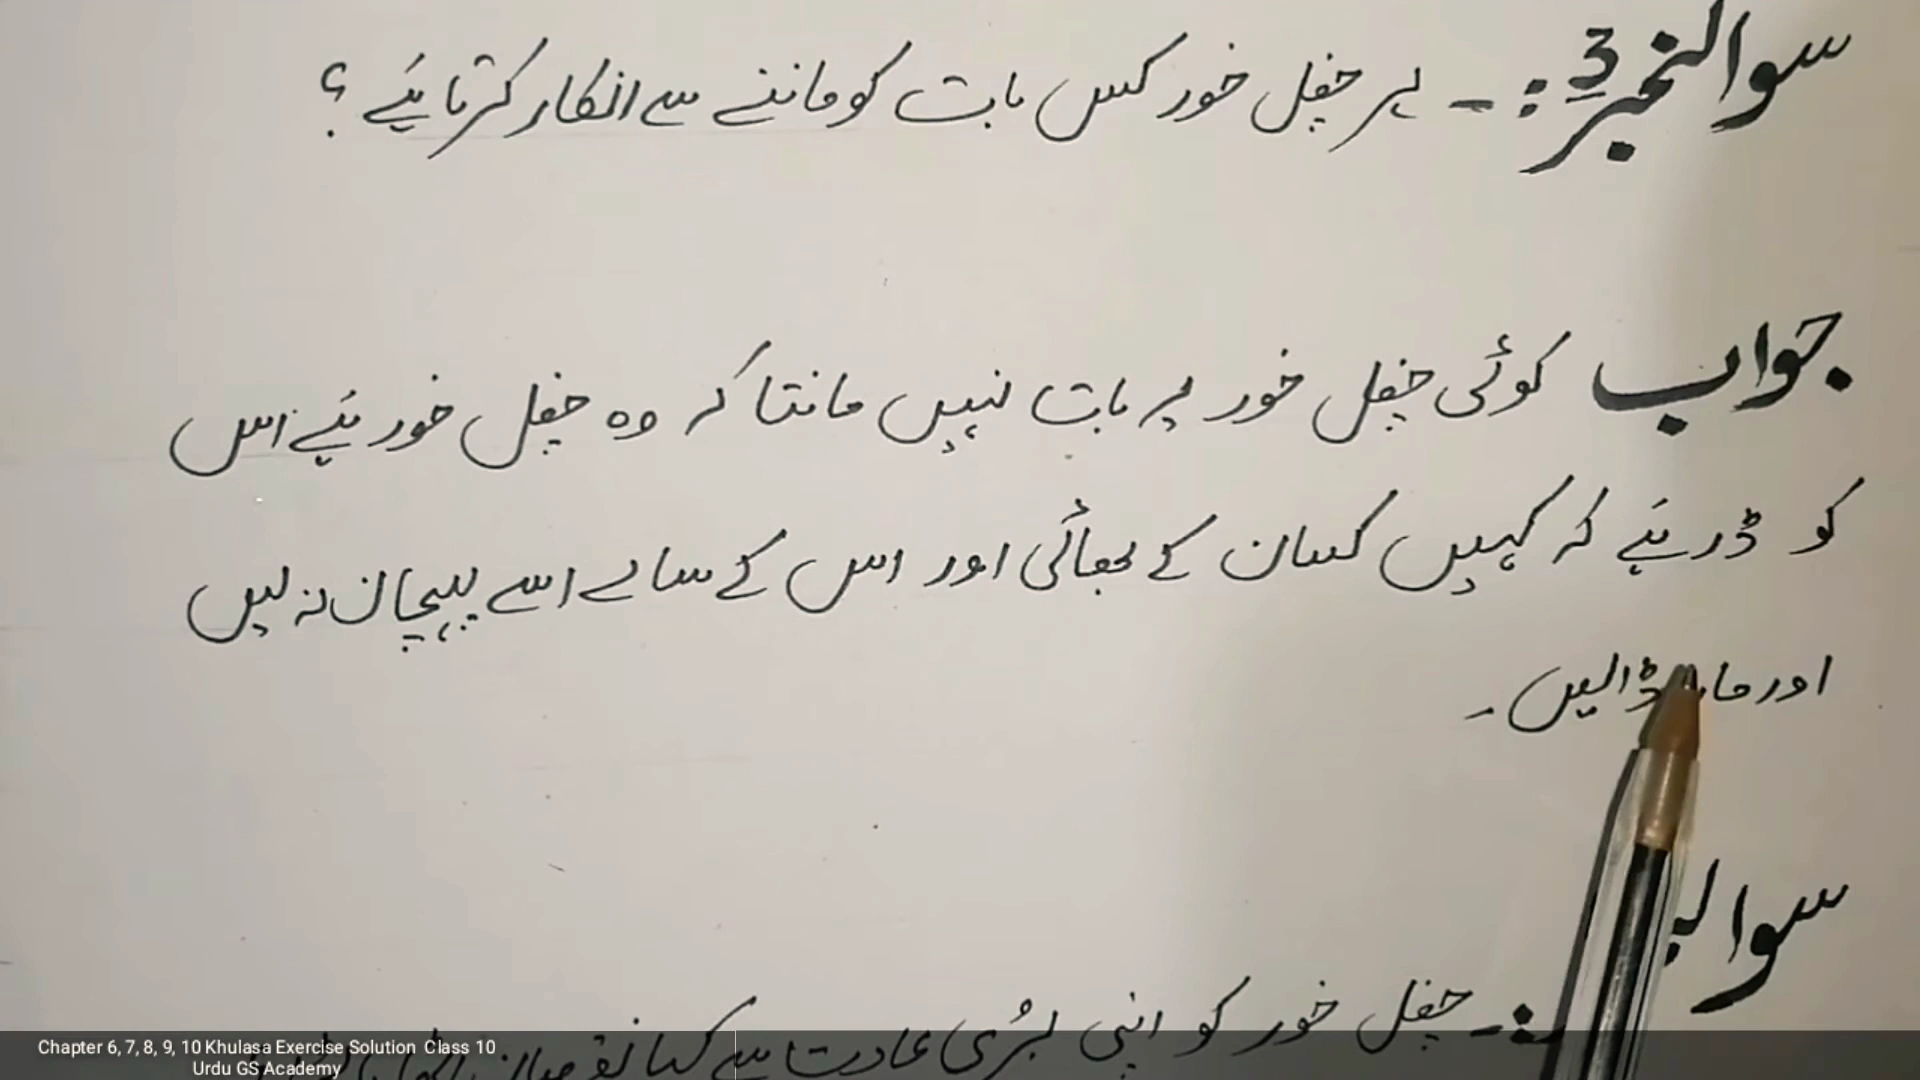 سوال نمبر 3:- ہر چغل خور کس بات کو ماننے سے انکار کرتا ہے؟
جواب کوئی چغل خور یہ بات نہیں مانتا کہ وہ چغل خور ہے اس
کو ڈر ہے کہ کہیں کسان کے بھائی اور اس کے سالے اسے پہچان نہ لیں
اور مار ڈالیں۔
سوال
:- چغل خور کو اپنی بُری عادت سے کیا نقصان
Chapter 6, 7, 8, 9, 10 Khulasa Exercise Solution Class 10
Urdu GS Academy